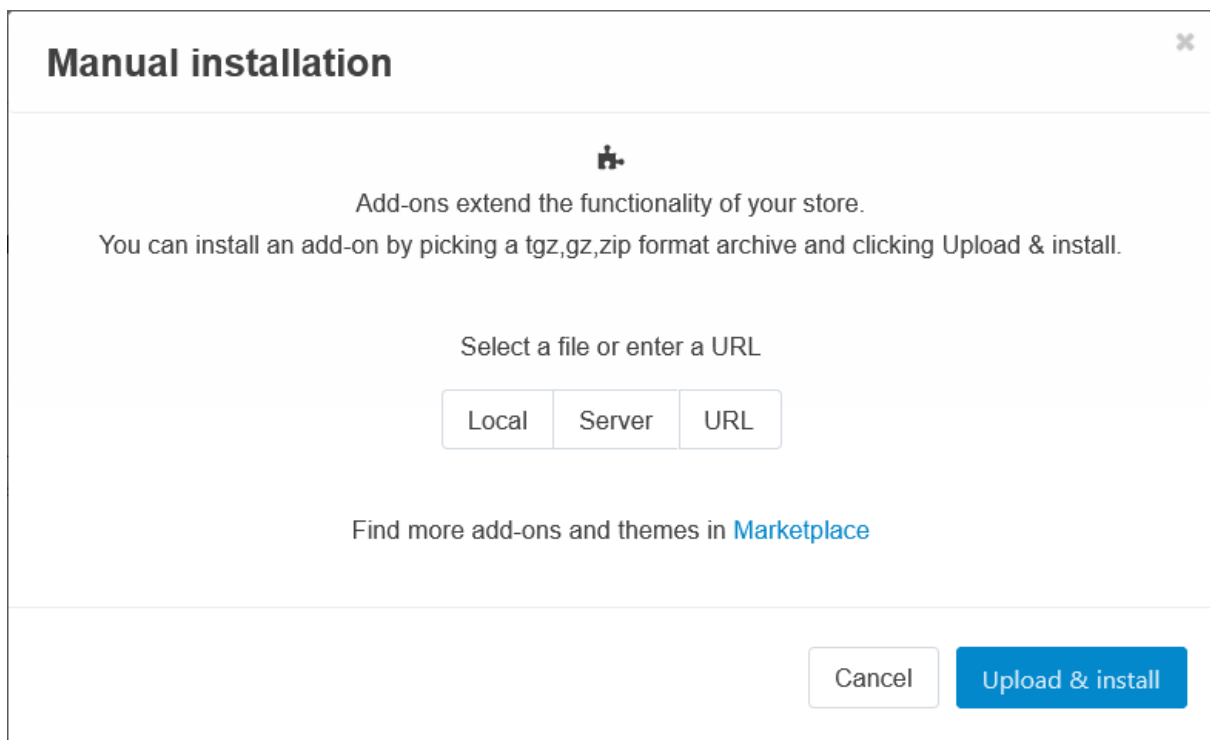 Manual installation
Add-ons extend the functionality of your store.
You can install an add-on by picking a tgz,gz,zip format archive and clicking Upload & install.
Select a file or enter a URL
Local Server URL
Find more add-ons and themes in Marketplace
Cancel Upload & install